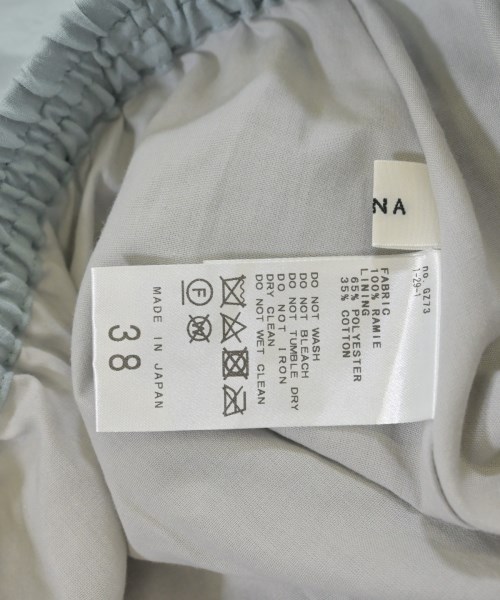 NA
no. GZ73
1-29-1
FABRIC
100% RAMIE
LINING
65% POLYESTER
35% COTTON
DO NOT WASH
DO NOT BLEACH
DO NOT TUMBLE DRY
DO NOT IRON
DRY CLEAN
DO NOT WET CLEAN
F
W
MADE IN JAPAN
38